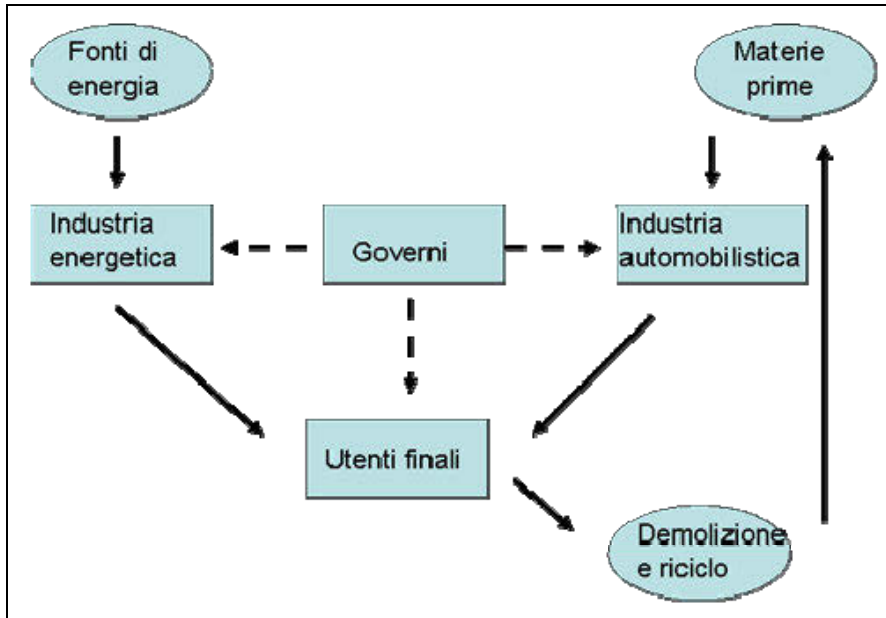 Fonti di
energia
Materie
prime
Industria
energetica
Governi
Industria
automobilistica
Utenti finali
Demolizione
e riciclo